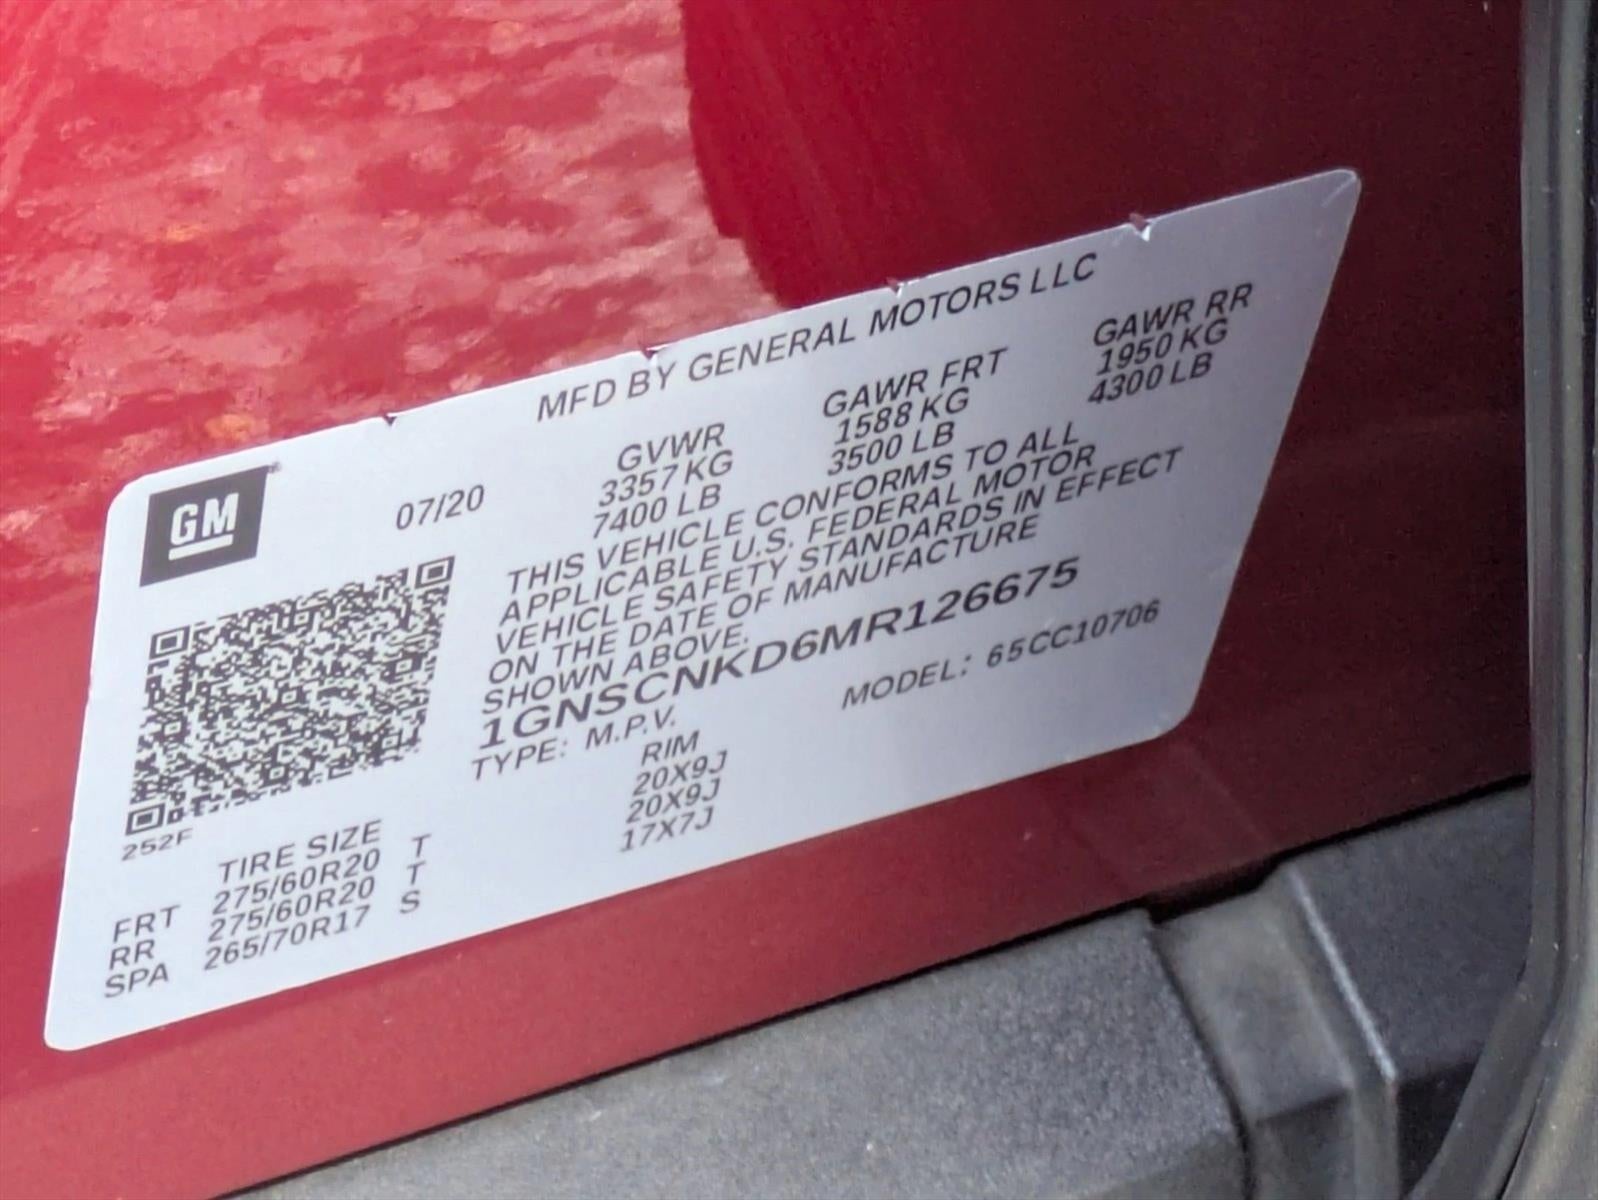 MFD BY GENERAL MOTORS LLC
GM
07/20
GVWR GAWR FRT GAWR RR
3357 KG 1588 KG 1950 KG
7400 LB 3500 LB 4300 LB
THIS VEHICLE CONFORMS TO ALL
APPLICABLE U.S. FEDERAL MOTOR
VEHICLE SAFETY STANDARDS IN EFFECT
ON THE DATE OF MANUFACTURE
SHOWN ABOVE.
1GNSCNKD6MR126675
TYPE: M.P.V. MODEL: 65CC10706
252F
TIRE SIZE RIM
FRT 275/60R20 T 20X9J
RR 275/60R20 T 20X9J
SPA 265/70R17 S 17X7J